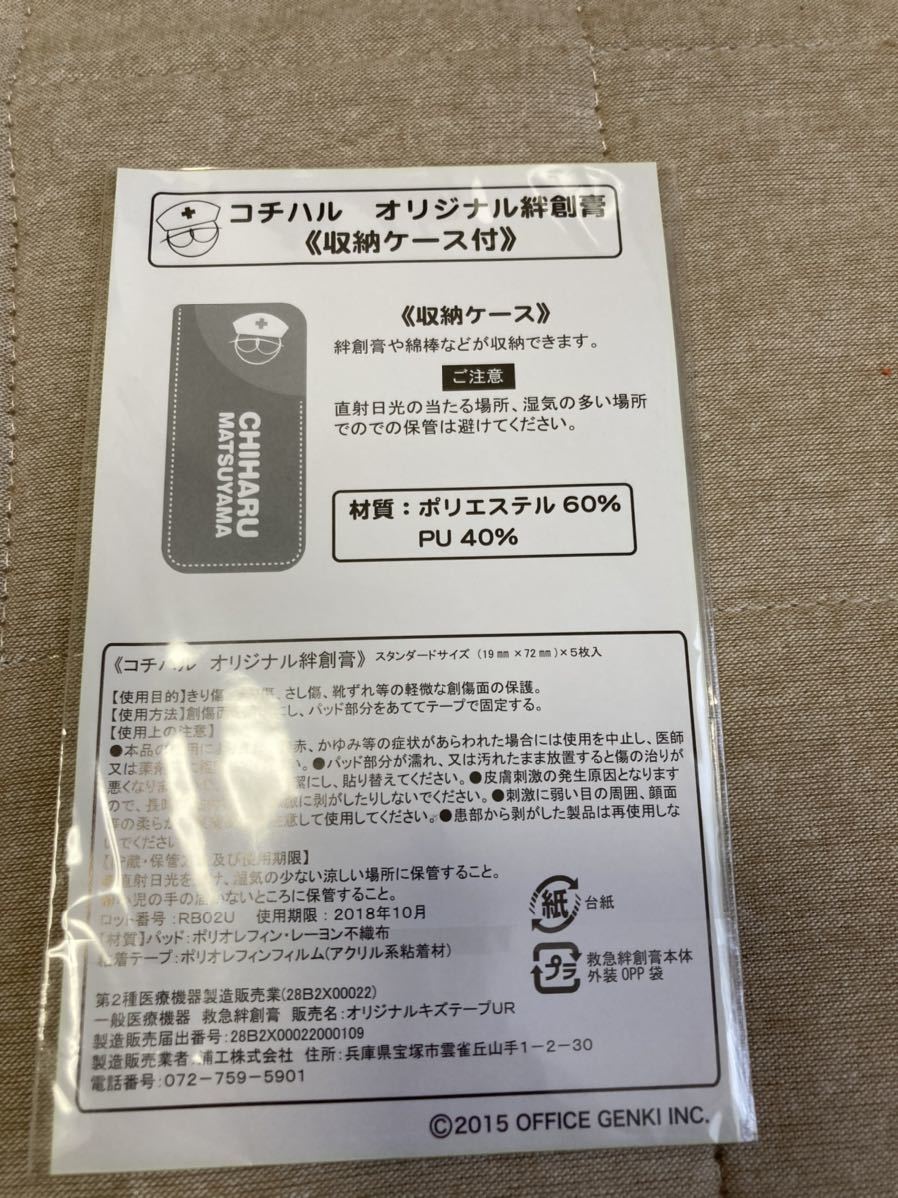 コチハル　オリジナル絆創膏
《収納ケース付》
CHIHARU
MATSUYAMA
《収納ケース》
絆創膏や綿棒などが収納できます。
ご注意
直射日光の当たる場所、湿気の多い場所
でのでの保管は避けてください。
材質：ポリエステル 60%
PU 40%
《コチハル オリジナル絆創膏》 スタンダードサイズ （19㎜×72㎜）×5枚入
【使用目的】きり傷、 さし傷、靴ずれ等の軽微な創傷面の保護。
【使用方法】創傷面 にし、パッド部分をあててテープで固定する。
【使用上の注意】
●本品の使用に 赤、かゆみ等の症状があらわれた場合には使用を中止し、医師
又は薬剤 い。●パッド部分が濡れ、又は汚れたまま放置すると傷の治りが
悪くなりま 潔にし、貼り替えてください。●皮膚刺激の発生原因となります
ので、長時 に剥がしたりしないでください。●刺激に弱い目の周囲、顔面
等の柔らか 注意して使用してください。●患部から剥がした製品は再使用しな
いでください
【貯蔵・保管 及び使用期限】
直射日光を け、湿気の少ない涼しい場所に保管すること。
小児の手の届かないところに保管すること。
ロット番号：RB02U　使用期限：2018年10月
【材質】パッド：ポリオレフィン・レーヨン不織布
粘着テープ：ポリオレフィンフィルム(アクリル系粘着材)
紙 台紙
プラ 救急絆創膏本体
外装 OPP 袋
第2種医療機器製造販売業(28B2X00022)
一般医療機器 救急絆創膏 販売名：オリジナルキズテープUR
製造販売届出番号：28B2X00022000109
製造販売業者： 工株式会社 住所：兵庫県宝塚市雲雀丘山手1－2－30
電話番号：072－759－5901
©2015 OFFICE GENKI INC.